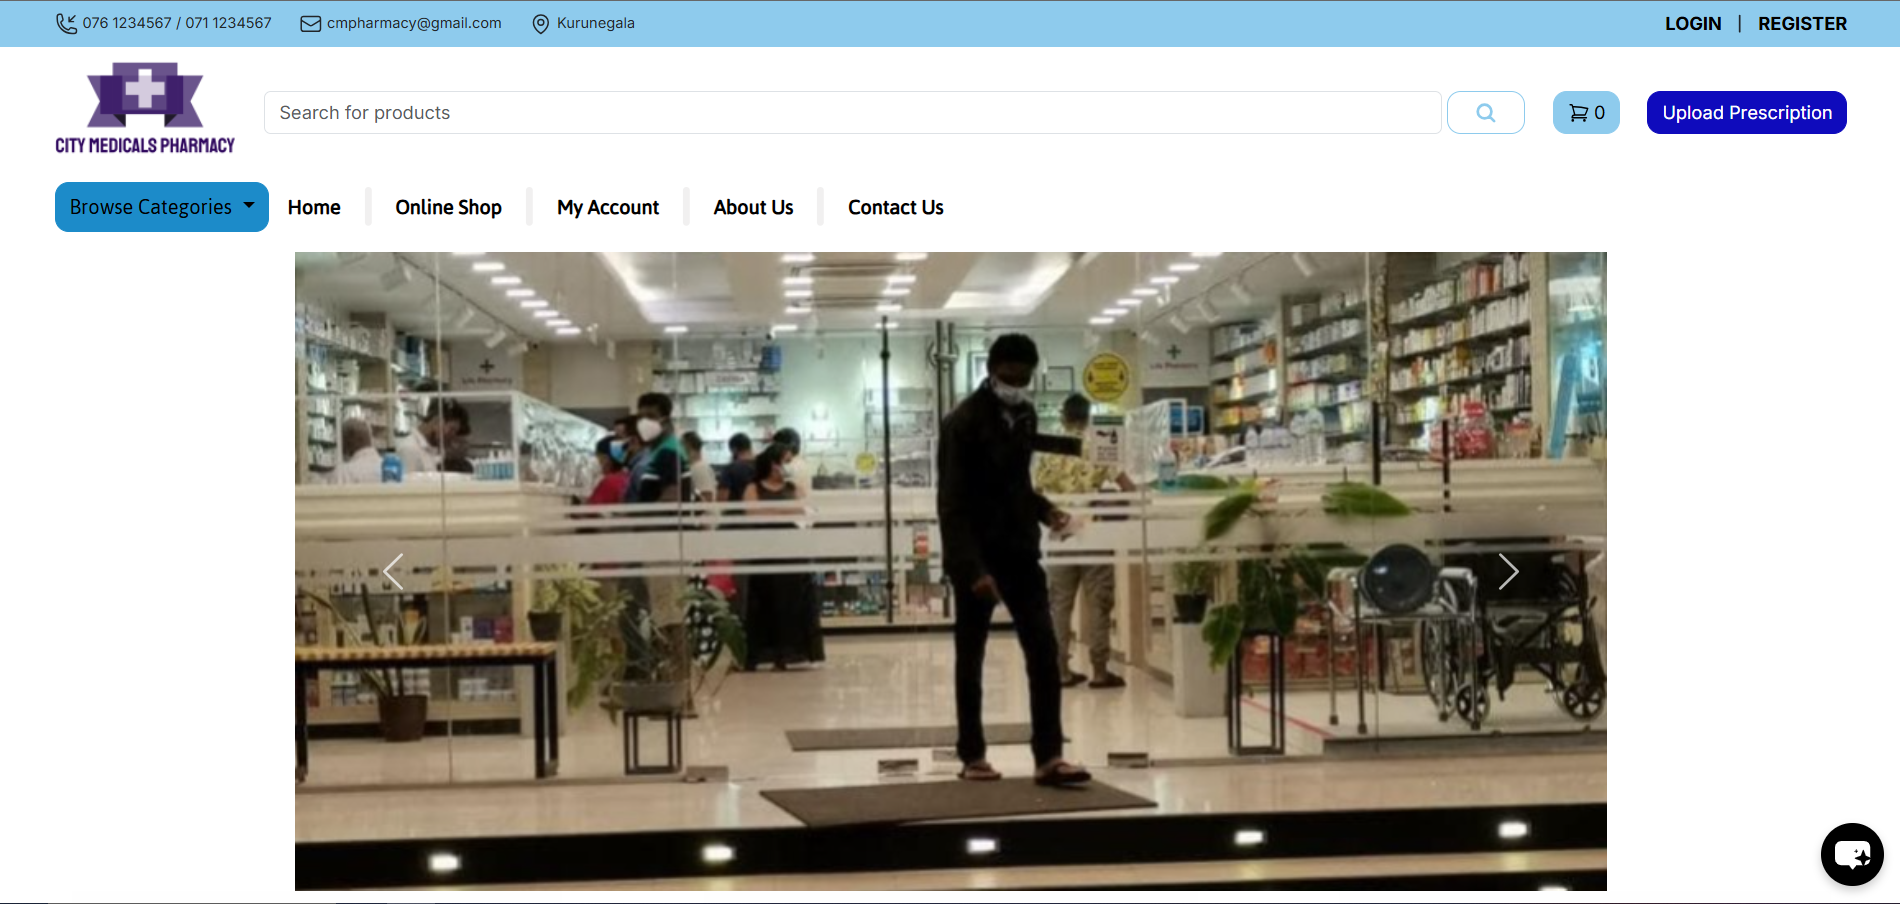 076 1234567 / 071 1234567
cmpharmacy@gmail.com
Kurunegala
LOGIN | REGISTER
CITY MEDICALS PHARMACY
Search for products
0
Upload Prescription
Browse Categories
Home
Online Shop
My Account
About Us
Contact Us